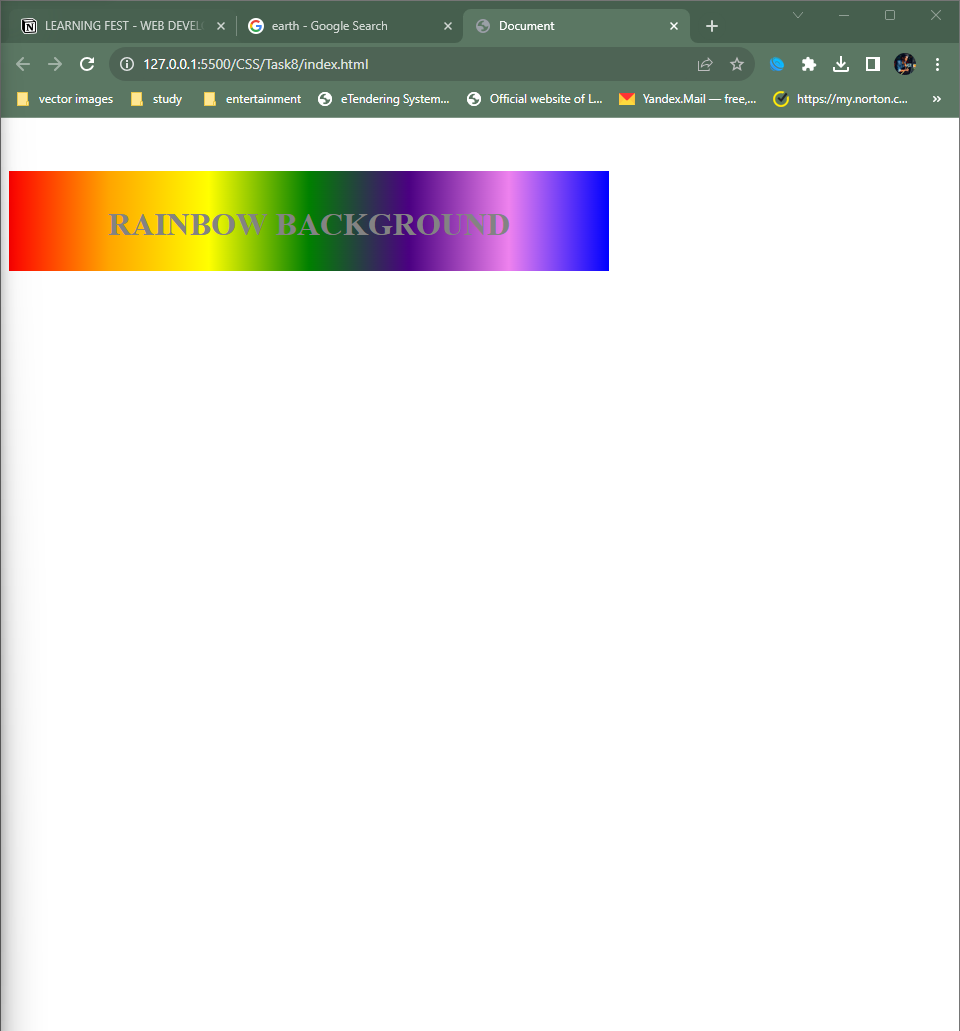 LEARNING FEST - WEB DEVEL
earth - Google Search
Document
127.0.0.1:5500/CSS/Task8/index.html
vector images
study
entertainment
eTendering System...
Official website of L...
Yandex.Mail — free,...
https://my.norton.c...
RAINBOW BACKGROUND